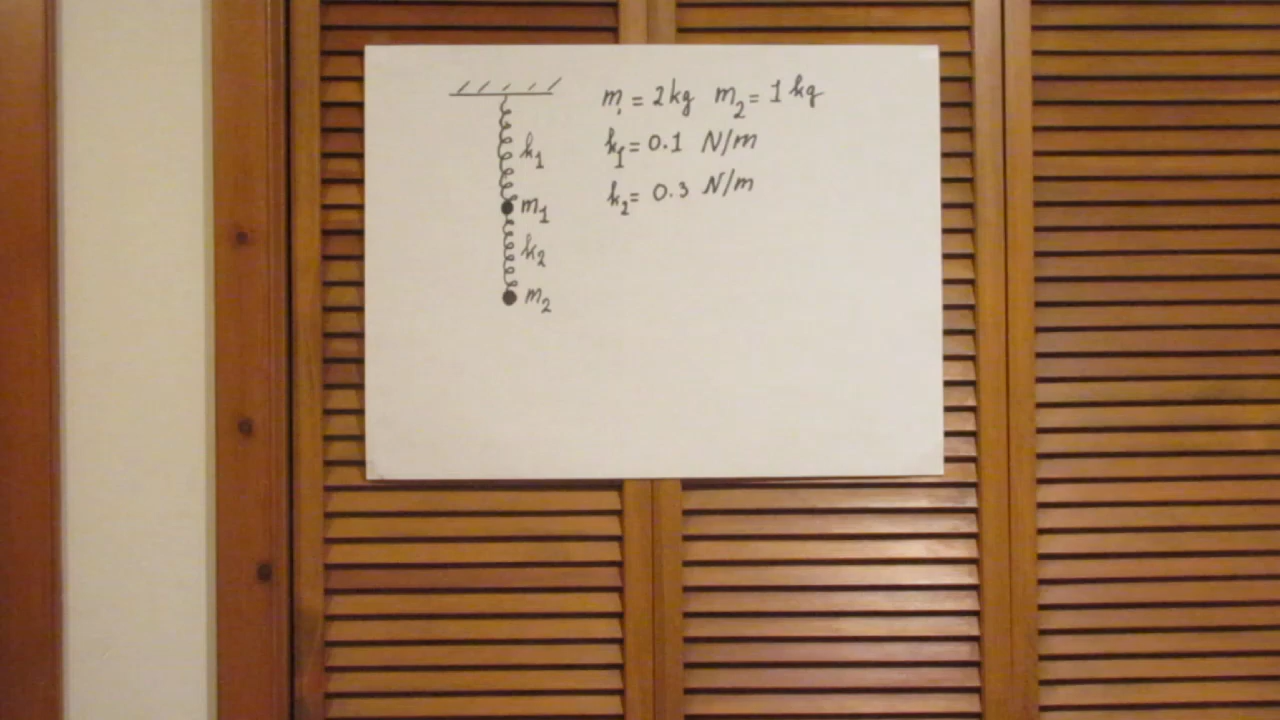 m₁ = 2 kg m₂ = 1 kg
k₁ = 0.1 N/m
k₂ = 0.3 N/m
k₁
m₁
k₂
m₂